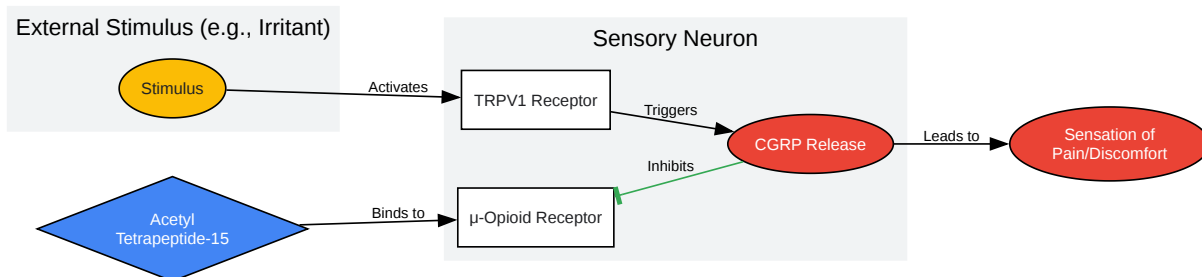 External Stimulus (e.g., Irritant)
Sensory Neuron
Stimulus
Activates
TRPV1 Receptor
Triggers
CGRP Release
Leads to
Sensation of
Pain/Discomfort
Inhibits
Acetyl
Tetrapeptide-15
Binds to
μ-Opioid Receptor